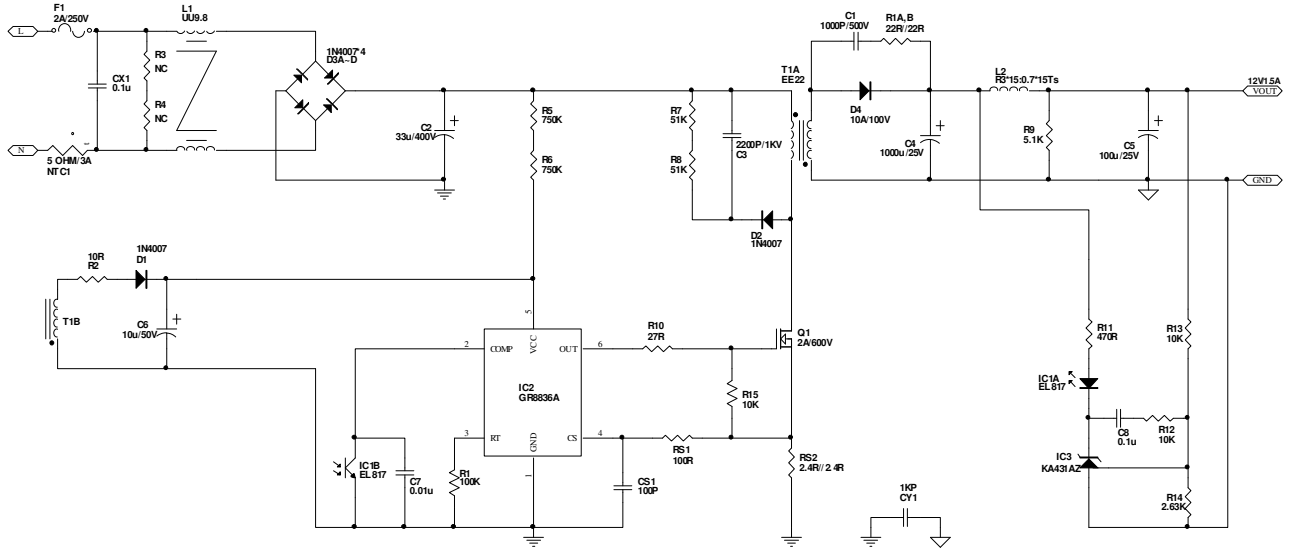 F1
2A/250V
L
L1
UU9.8
R3
NC
CX1
0.1u
R4
NC
N
5 OHM/3A
NTC1
1N4007*4
D3A~D
C2
33u/400V
R5
750K
R6
750K
R7
51K
R8
51K
2200P/1KV
C3
D2
1N4007
T1A
EE22
C1
1000P/500V
R1A,B
22R//22R
D4
10A/100V
C4
1000u/25V
L2
R3*15:0.7*15Ts
R9
5.1K
C5
100u/25V
12V1.5A
VOUT
GND
10R
R2
1N4007
D1
T1B
C6
10u/50V
5
2
COMP
VCC
OUT
6
IC2
GR8836A
3
RT
GND
CS
4
1
R10
27R
Q1
2A/600V
R15
10K
RS1
100R
RS2
2.4R//2.4R
IC1B
EL817
C7
0.01u
R1
100K
CS1
100P
1KP
CY1
R11
470R
R13
10K
IC1A
EL817
C8
0.1u
R12
10K
IC3
KA431AZ
R14
2.63K